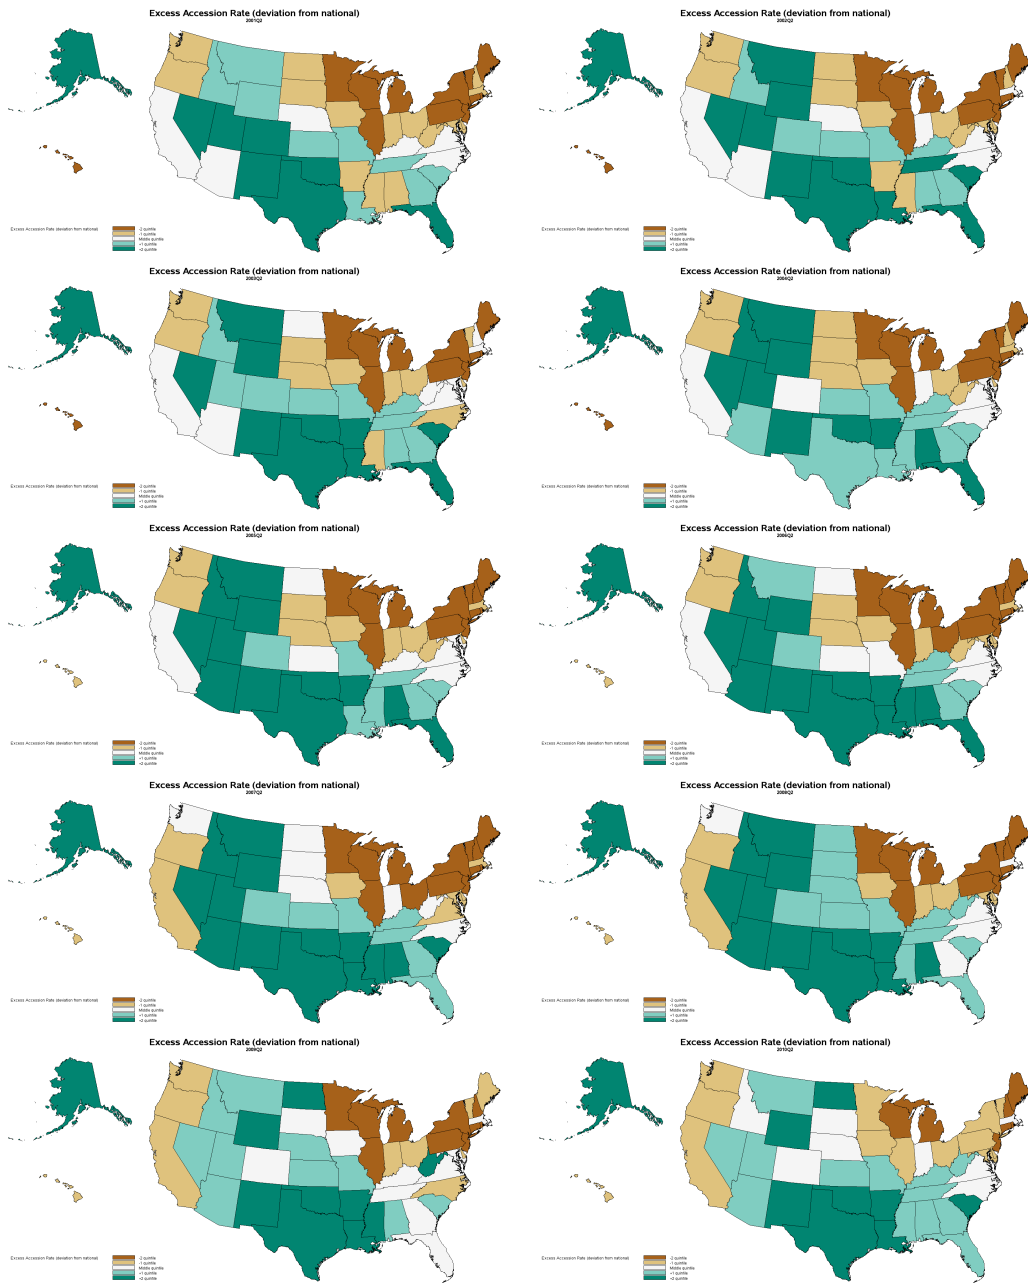 Excess Accession Rate (deviation from national)
2001Q2
Excess Accession Rate (deviation from national)
-2 quintile
-1 quintile
Middle quintile
+1 quintile
+2 quintile
Excess Accession Rate (deviation from national)
2002Q2
Excess Accession Rate (deviation from national)
-2 quintile
-1 quintile
Middle quintile
+1 quintile
+2 quintile
Excess Accession Rate (deviation from national)
2003Q2
Excess Accession Rate (deviation from national)
-2 quintile
-1 quintile
Middle quintile
+1 quintile
+2 quintile
Excess Accession Rate (deviation from national)
2004Q2
Excess Accession Rate (deviation from national)
-2 quintile
-1 quintile
Middle quintile
+1 quintile
+2 quintile
Excess Accession Rate (deviation from national)
2005Q2
Excess Accession Rate (deviation from national)
-2 quintile
-1 quintile
Middle quintile
+1 quintile
+2 quintile
Excess Accession Rate (deviation from national)
2006Q2
Excess Accession Rate (deviation from national)
-2 quintile
-1 quintile
Middle quintile
+1 quintile
+2 quintile
Excess Accession Rate (deviation from national)
2007Q2
Excess Accession Rate (deviation from national)
-2 quintile
-1 quintile
Middle quintile
+1 quintile
+2 quintile
Excess Accession Rate (deviation from national)
2008Q2
Excess Accession Rate (deviation from national)
-2 quintile
-1 quintile
Middle quintile
+1 quintile
+2 quintile
Excess Accession Rate (deviation from national)
2009Q2
Excess Accession Rate (deviation from national)
-2 quintile
-1 quintile
Middle quintile
+1 quintile
+2 quintile
Excess Accession Rate (deviation from national)
2010Q2
Excess Accession Rate (deviation from national)
-2 quintile
-1 quintile
Middle quintile
+1 quintile
+2 quintile